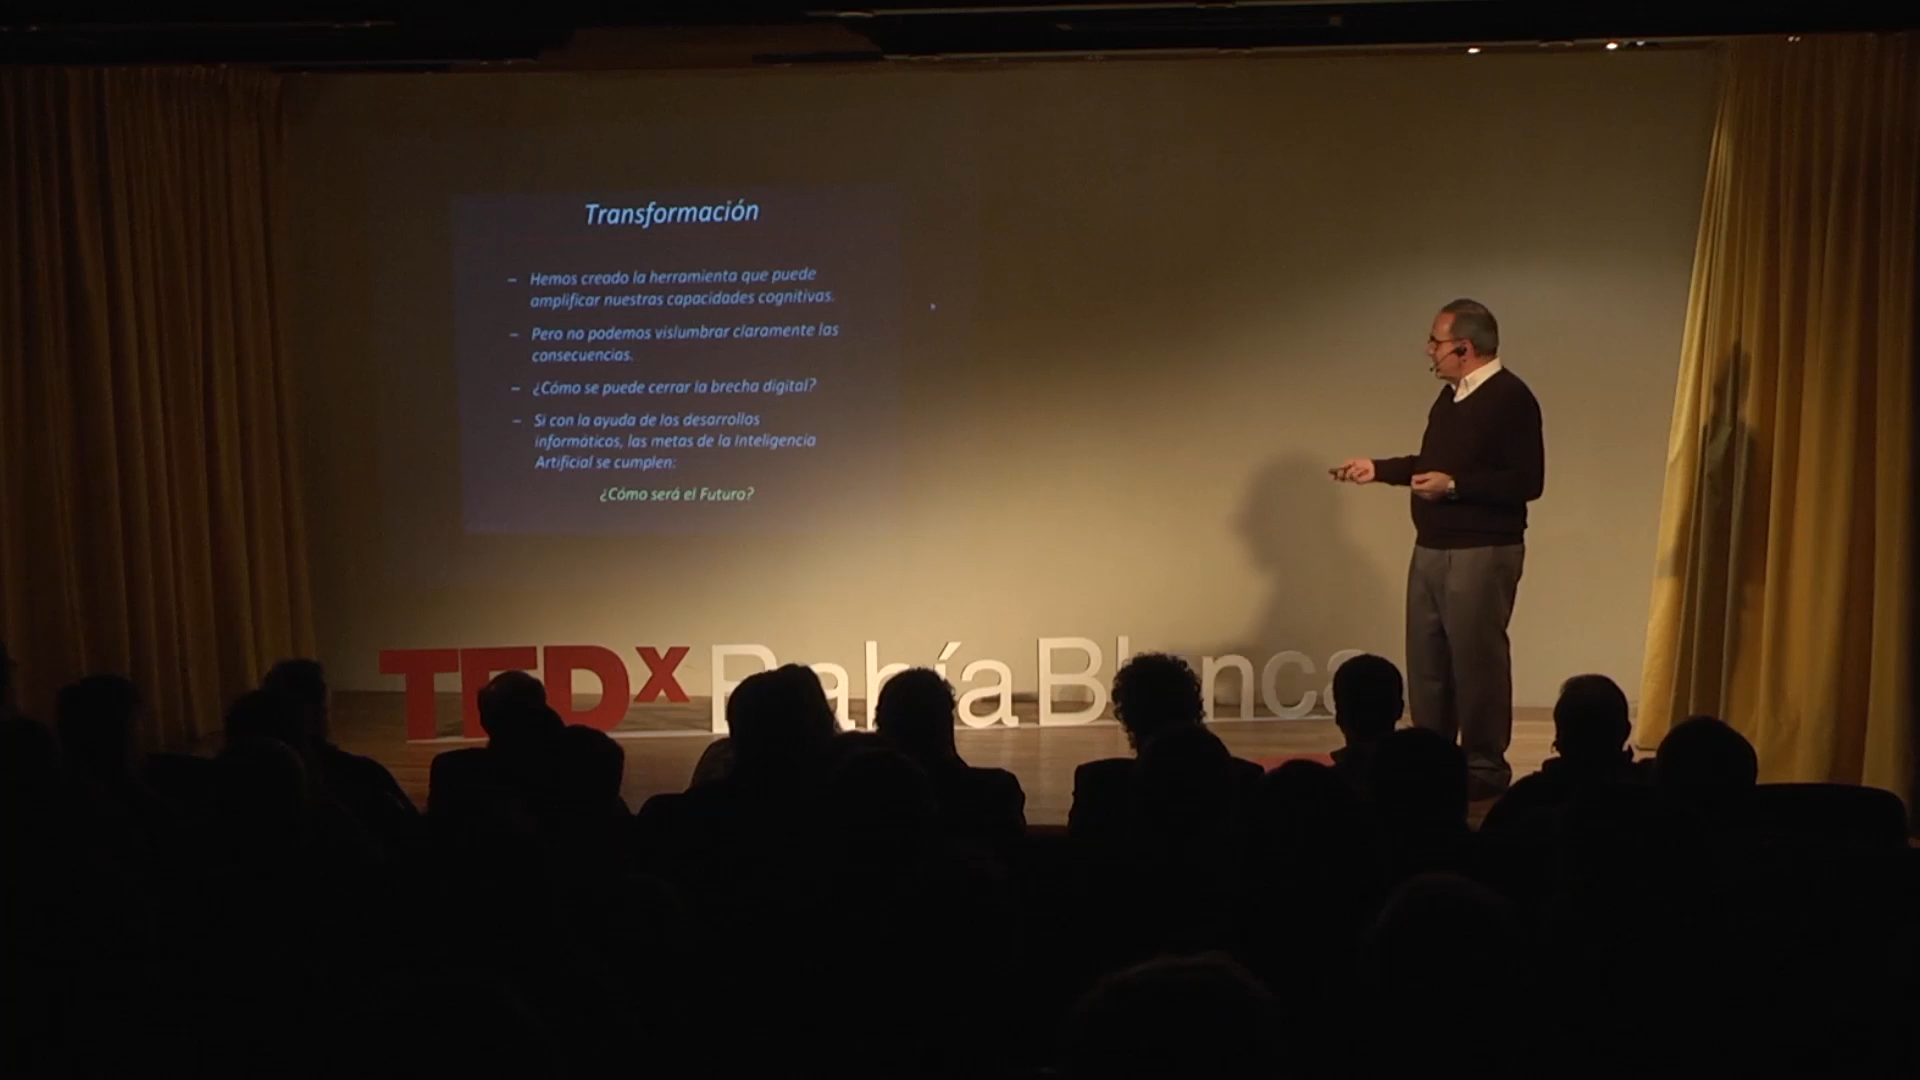 Transformación
– Hemos creado la herramienta que puede
amplificar nuestras capacidades cognitivas.
– Pero no podemos vislumbrar claramente las
consecuencias.
– ¿Cómo se puede cerrar la brecha digital?
– Si con la ayuda de los desarrollos
informáticos, las metas de la Inteligencia
Artificial se cumplen:
¿Cómo será el Futuro?
TEDx Bahía Blanca